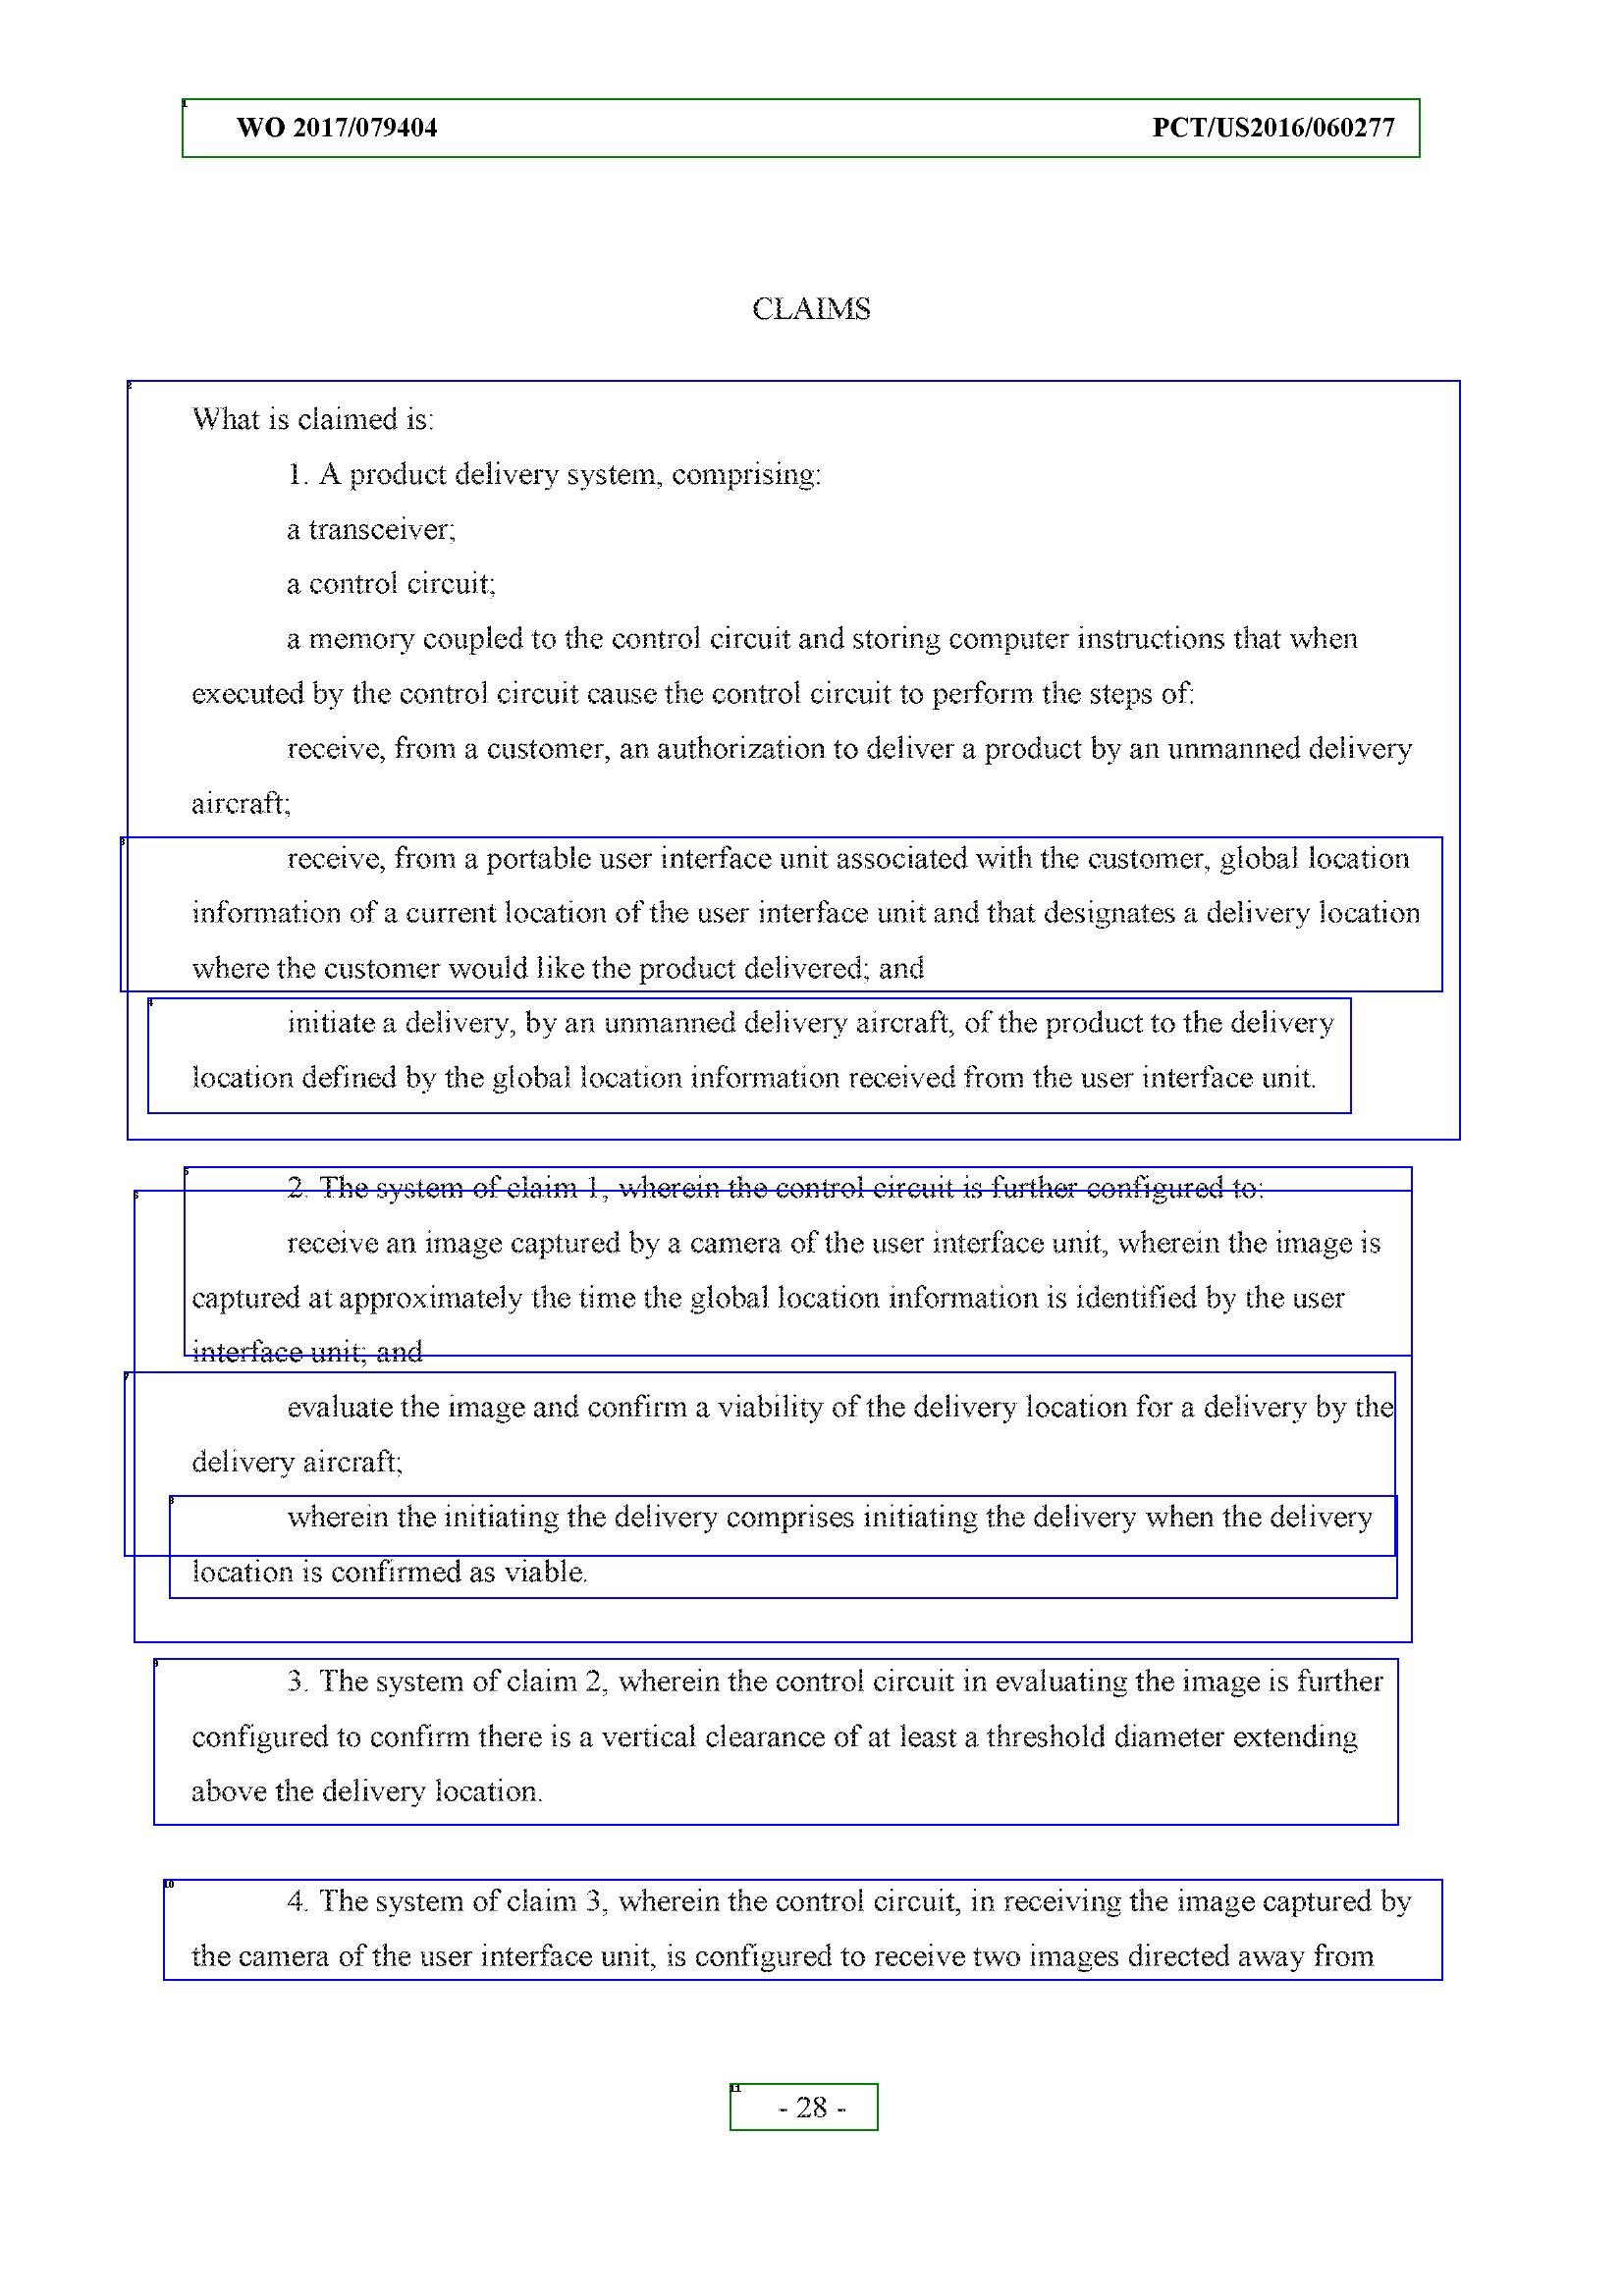 WO 2017/079404 PCT/US2016/060277
CLAIMS
What is claimed is:
1. A product delivery system, comprising:
a transceiver;
a control circuit;
a memory coupled to the control circuit and storing computer instructions that when
executed by the control circuit cause the control circuit to perform the steps of:
receive, from a customer, an authorization to deliver a product by an unmanned delivery
aircraft;
receive, from a portable user interface unit associated with the customer, global location
information of a current location of the user interface unit and that designates a delivery location
where the customer would like the product delivered; and
initiate a delivery, by an unmanned delivery aircraft, of the product to the delivery
location defined by the global location information received from the user interface unit.
2. The system of claim 1, wherein the control circuit is further configured to:
receive an image captured by a camera of the user interface unit, wherein the image is
captured at approximately the time the global location information is identified by the user
interface unit; and
evaluate the image and confirm a viability of the delivery location for a delivery by the
delivery aircraft;
wherein the initiating the delivery comprises initiating the delivery when the delivery
location is confirmed as viable.
3. The system of claim 2, wherein the control circuit in evaluating the image is further
configured to confirm there is a vertical clearance of at least a threshold diameter extending
above the delivery location.
4. The system of claim 3, wherein the control circuit, in receiving the image captured by
the camera of the user interface unit, is configured to receive two images directed away from
- 28 -